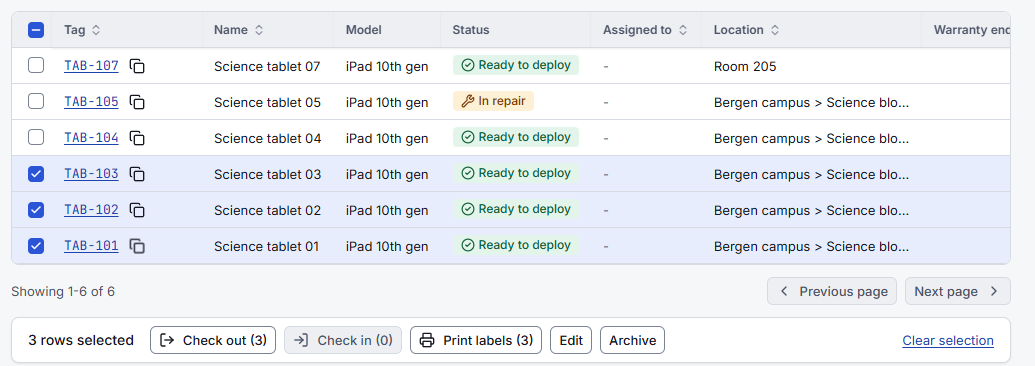 Tag Name Model Status Assigned to Location Warranty end
TAB-107 Science tablet 07 iPad 10th gen Ready to deploy - Room 205
TAB-105 Science tablet 05 iPad 10th gen In repair - Bergen campus > Science blo...
TAB-104 Science tablet 04 iPad 10th gen Ready to deploy - Bergen campus > Science blo...
TAB-103 Science tablet 03 iPad 10th gen Ready to deploy - Bergen campus > Science blo...
TAB-102 Science tablet 02 iPad 10th gen Ready to deploy - Bergen campus > Science blo...
TAB-101 Science tablet 01 iPad 10th gen Ready to deploy - Bergen campus > Science blo...
Showing 1-6 of 6 Previous page Next page
3 rows selected Check out (3) Check in (0) Print labels (3) Edit Archive Clear selection